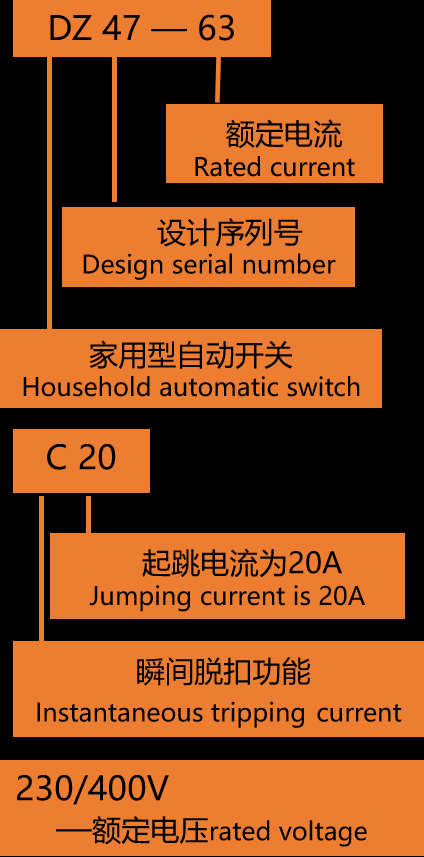 DZ 47 — 63
额定电流
Rated current
设计序列号
Design serial number
家用型自动开关
Household automatic switch
C 20
起跳电流为20A
Jumping current is 20A
瞬间脱扣功能
Instantaneous tripping current
230/400V
—额定电压rated voltage